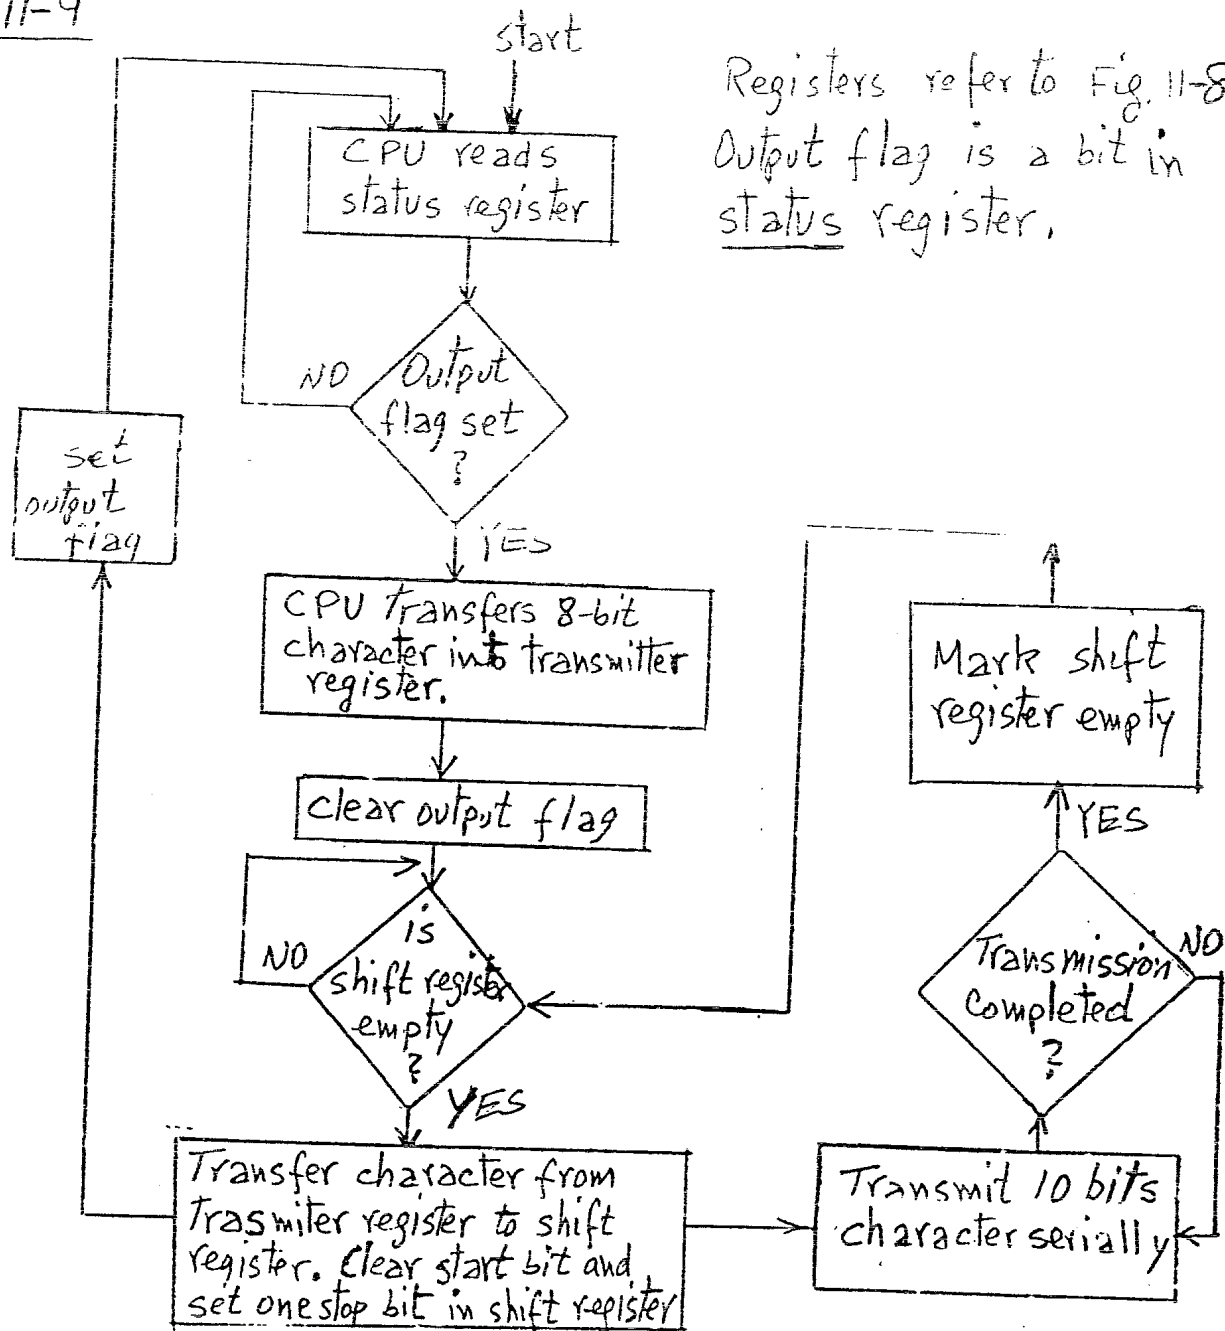 11-9
start
Registers refer to Fig. 11-8
Output flag is a bit in
status register.
CPU reads
status register
NO
Output
flag set
?
YES
set
output
flag
CPU Transfers 8-bit
character into transmitter
register.
Clear output flag
NO
is
shift register
empty
?
YES
Transfer character from
Trasmiter register to shift
register. Clear start bit and
set one stop bit in shift register
Transmit 10 bits
character serially
Transmission
completed
?
NO
YES
Mark shift
register empty